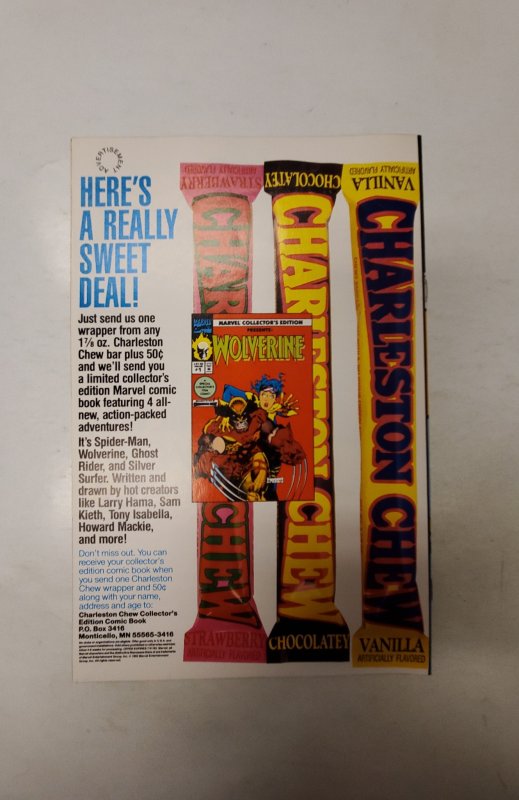 ADVERTISEMENT
HERE'S
A REALLY
SWEET
DEAL!
Just send us one
wrapper from any
1⅞ oz. Charleston
Chew bar plus 50¢
and we'll send you
a limited collector's
edition Marvel comic
book featuring 4 all-
new, action-packed
adventures!
It's Spider-Man,
Wolverine, Ghost
Rider, and Silver
Surfer. Written and
drawn by hot creators
like Larry Hama, Sam
Kieth, Tony Isabella,
Howard Mackie,
and more!
Don't miss out. You can
receive your collector's
edition comic book when
you send one Charleston
Chew wrapper and 50¢
along with your name,
address and age to:
Charleston Chew Collector's
Edition Comic Book
P.O. Box 3416
Monticello, MN 55565-3416
STRAWBERRY
ARTIFICIALLY FLAVORED
CHARLESTON CHEW
STRAWBERRY
ARTIFICIALLY FLAVORED
CHOCOLATEY
CHARLESTON CHEW
CHOCOLATEY
VANILLA
ARTIFICIALLY FLAVORED
CHARLESTON CHEW
VANILLA
ARTIFICIALLY FLAVORED
MARVEL COLLECTOR'S EDITION
PRESENTS:
WOLVERINE